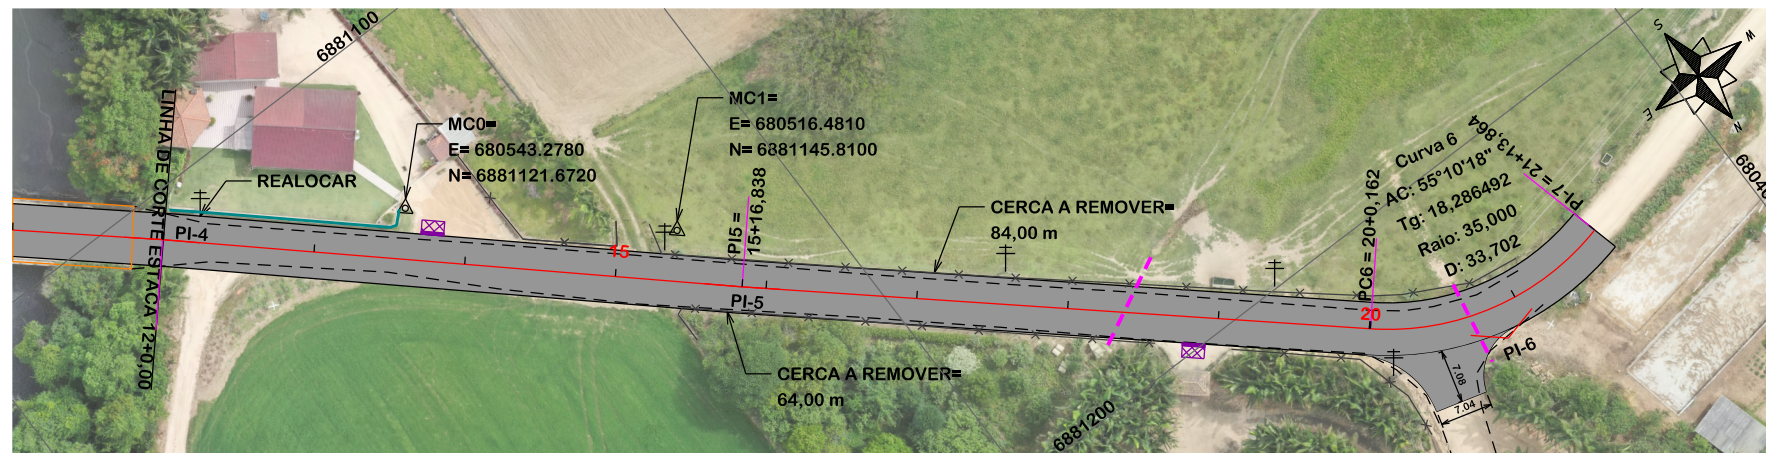 6881100
LINHA DE CORTE ESTACA 12+0,00
PI-4
REALOCAR
MC0=
E= 680543.2780
N= 6881121.6720
15
MC1=
E= 680516.4810
N= 6881145.8100
PI5 =
15+16,838
PI-5
CERCA A REMOVER=
84,00 m
CERCA A REMOVER=
64,00 m
6881200
PC6 = 20+0,162
20
Curva 6
AC: 55°10'18"
Tg: 18,286492
Raio: 35,000
D: 33,702
PI-7 = 21+13,864
PI-6
7.08
7.04
S
W
E
N